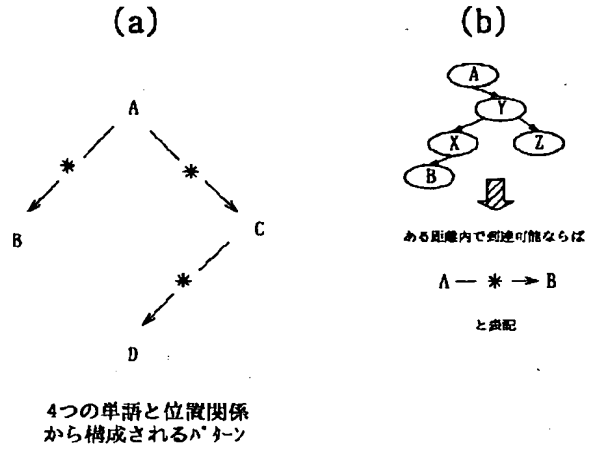 (a)
A
*
*
B
C
*
D
4つの単語と位置関係
から構成されるパターン
(b)
A
Y
X
Z
B
ある距離内で到達可能ならば
A — * → B
と表記